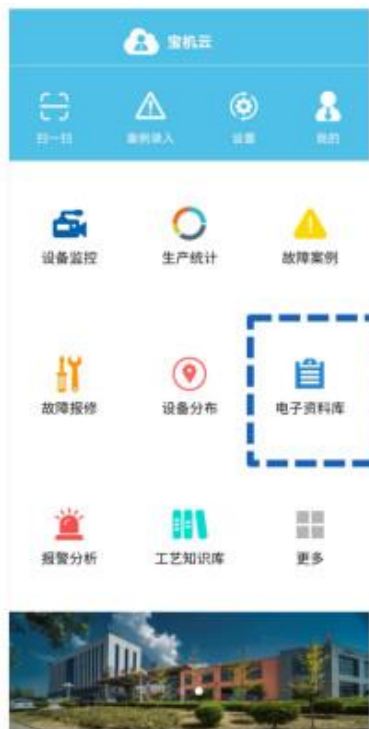 宝机云
扫一扫 案例录入 设置 我的
设备监控 生产统计 故障案例
故障报修 设备分布 电子资料库
报警分析 工艺知识库 更多